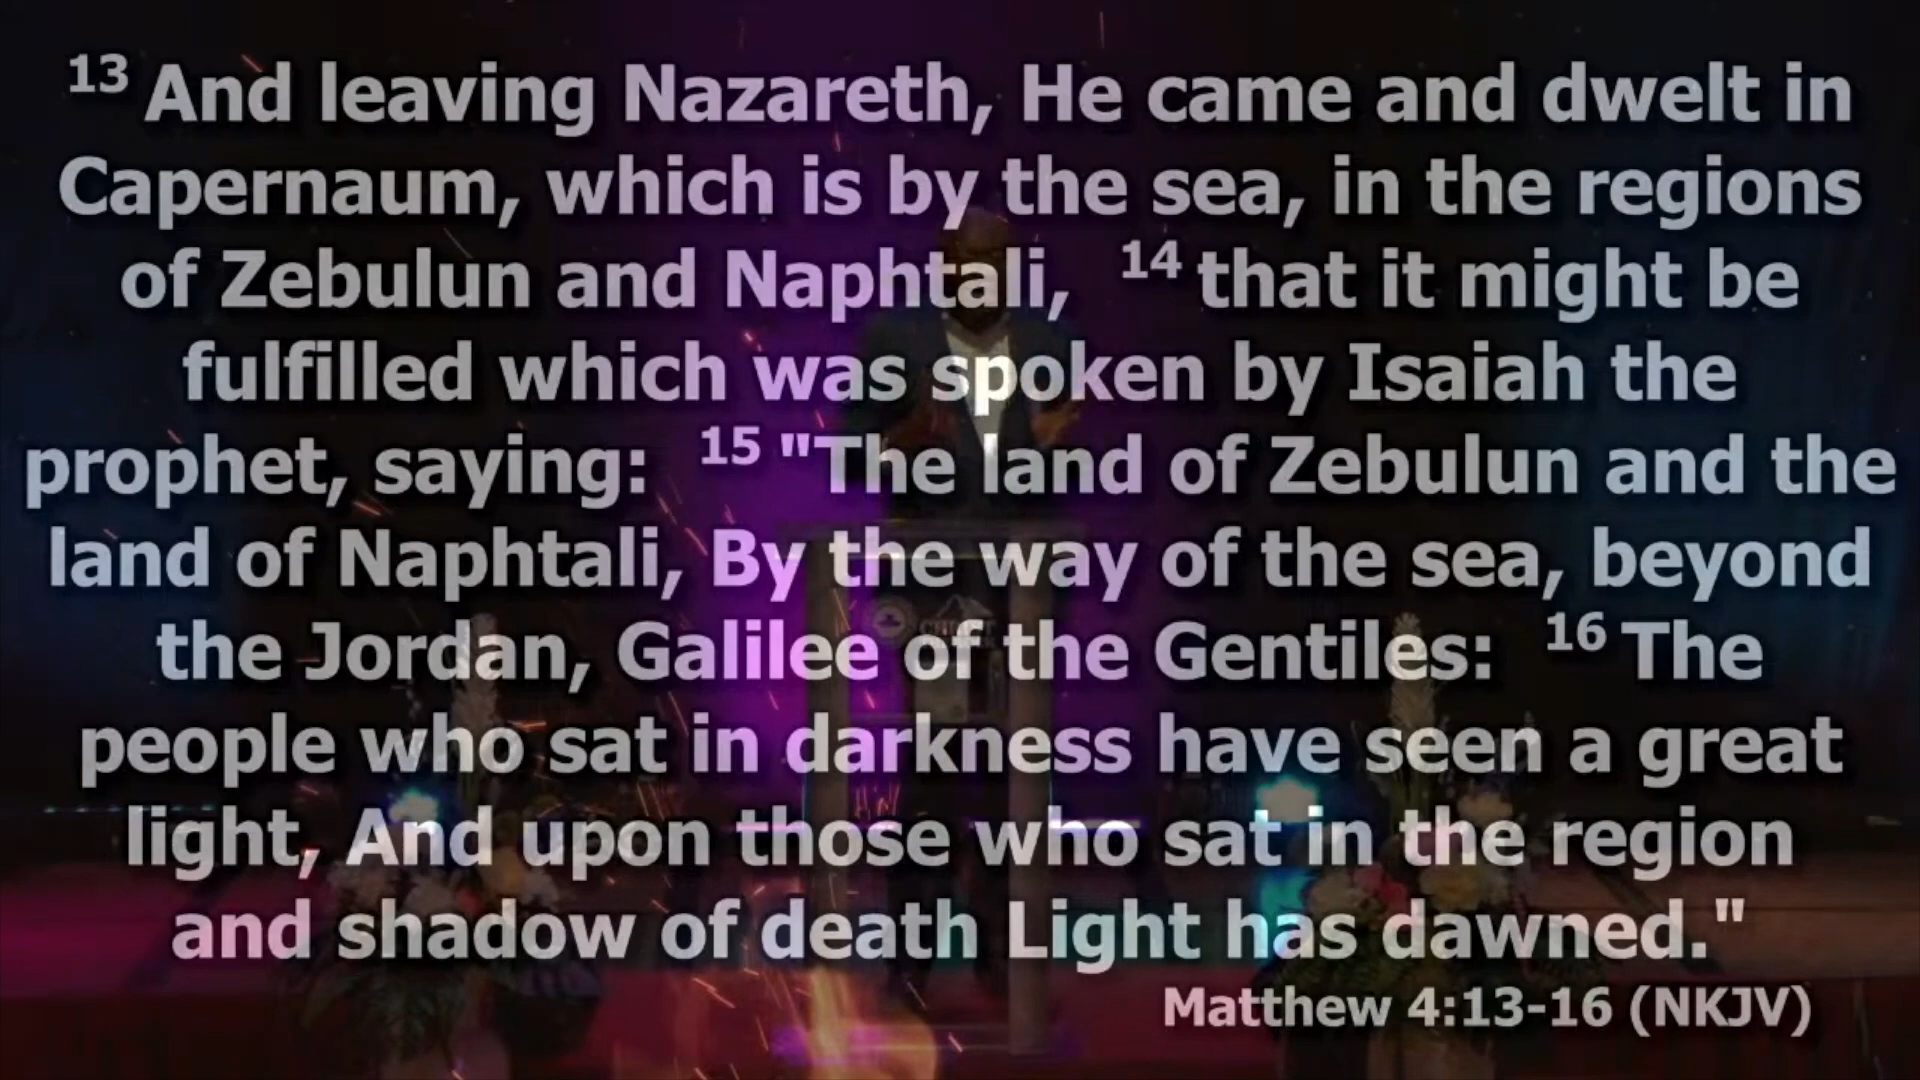 13 And leaving Nazareth, He came and dwelt in
Capernaum, which is by the sea, in the regions
of Zebulun and Naphtali, 14 that it might be
fulfilled which was spoken by Isaiah the
prophet, saying: 15 "The land of Zebulun and the
land of Naphtali, By the way of the sea, beyond
the Jordan, Galilee of the Gentiles: 16 The
people who sat in darkness have seen a great
light, And upon those who sat in the region
and shadow of death Light has dawned."
Matthew 4:13-16 (NKJV)